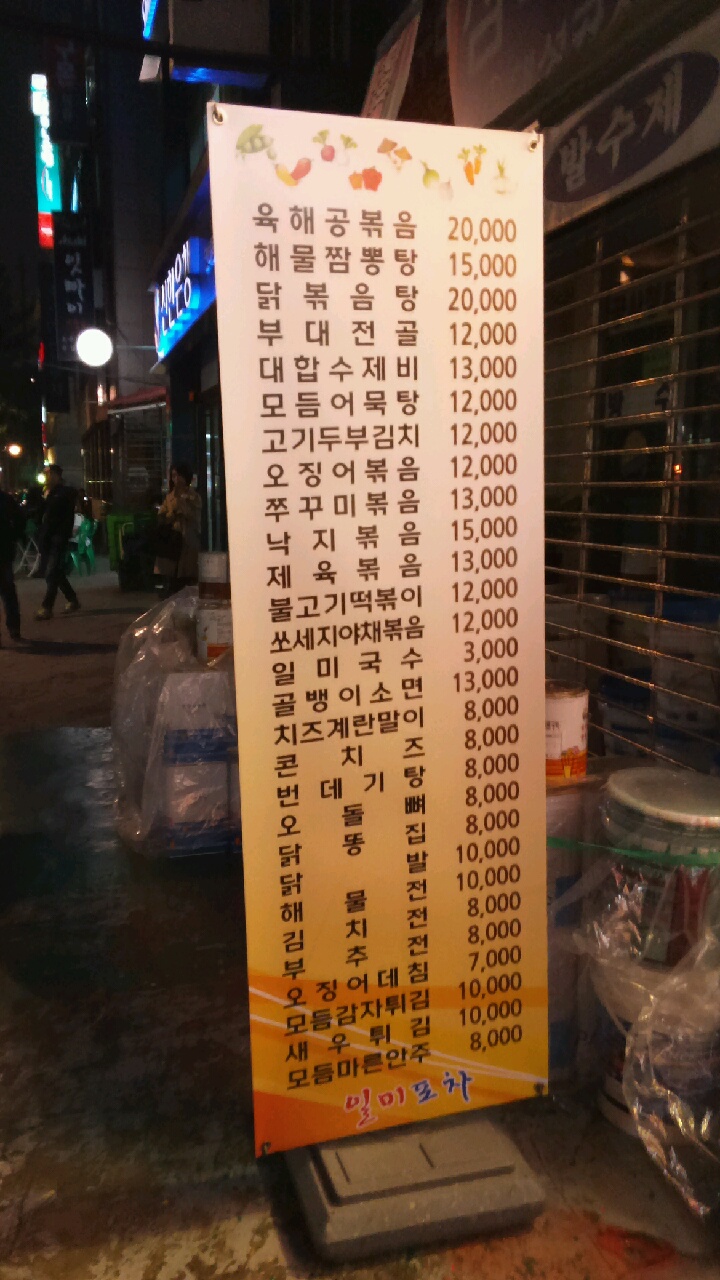 육해공볶음 20,000
해물짬뽕탕 15,000
닭볶음탕 20,000
부대전골 12,000
대합수제비 13,000
모듬어묵탕 12,000
고기두부김치 12,000
오징어볶음 12,000
쭈꾸미볶음 13,000
낙지볶음 15,000
제육볶음 13,000
불고기떡볶이 12,000
쏘세지야채볶음 12,000
일미국수 3,000
골뱅이소면 13,000
치즈계란말이 8,000
콘치즈 8,000
번데기탕 8,000
오돌뼈 8,000
닭똥집 8,000
닭발 10,000
해물전 10,000
김치전 8,000
부추전 8,000
오징어데침 7,000
모듬감자튀김 10,000
새우튀김 10,000
모듬마른안주 8,000
일미포차
발수제
잇빠이